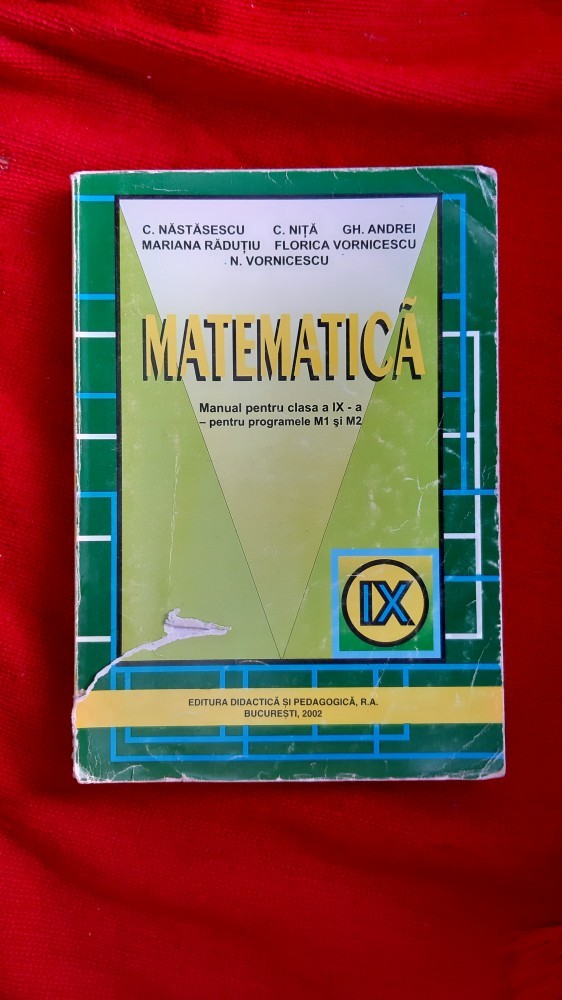 C. NĂSTĂSESCU C. NIȚĂ GH. ANDREI
MARIANA RĂDUȚIU FLORICA VORNICESCU
N. VORNICESCU
MATEMATICĂ
Manual pentru clasa a IX - a
– pentru programele M1 și M2
IX
EDITURA DIDACTICĂ ȘI PEDAGOGICĂ, R.A.
BUCUREȘTI, 2002